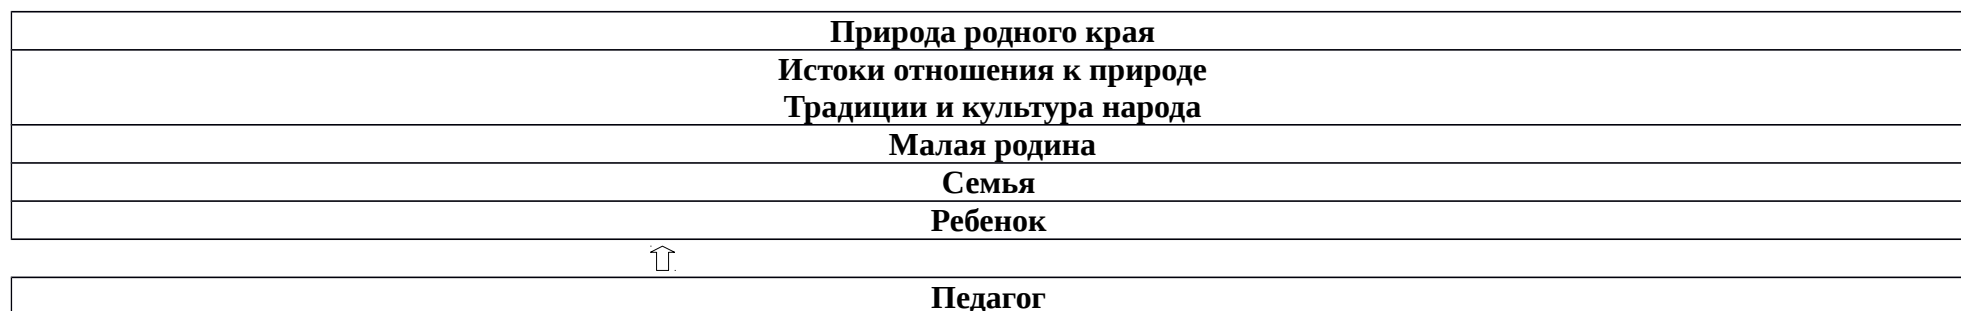 Природа родного края
Истоки отношения к природе
Традиции и культура народа
Малая родина
Семья
Ребенок
Педагог